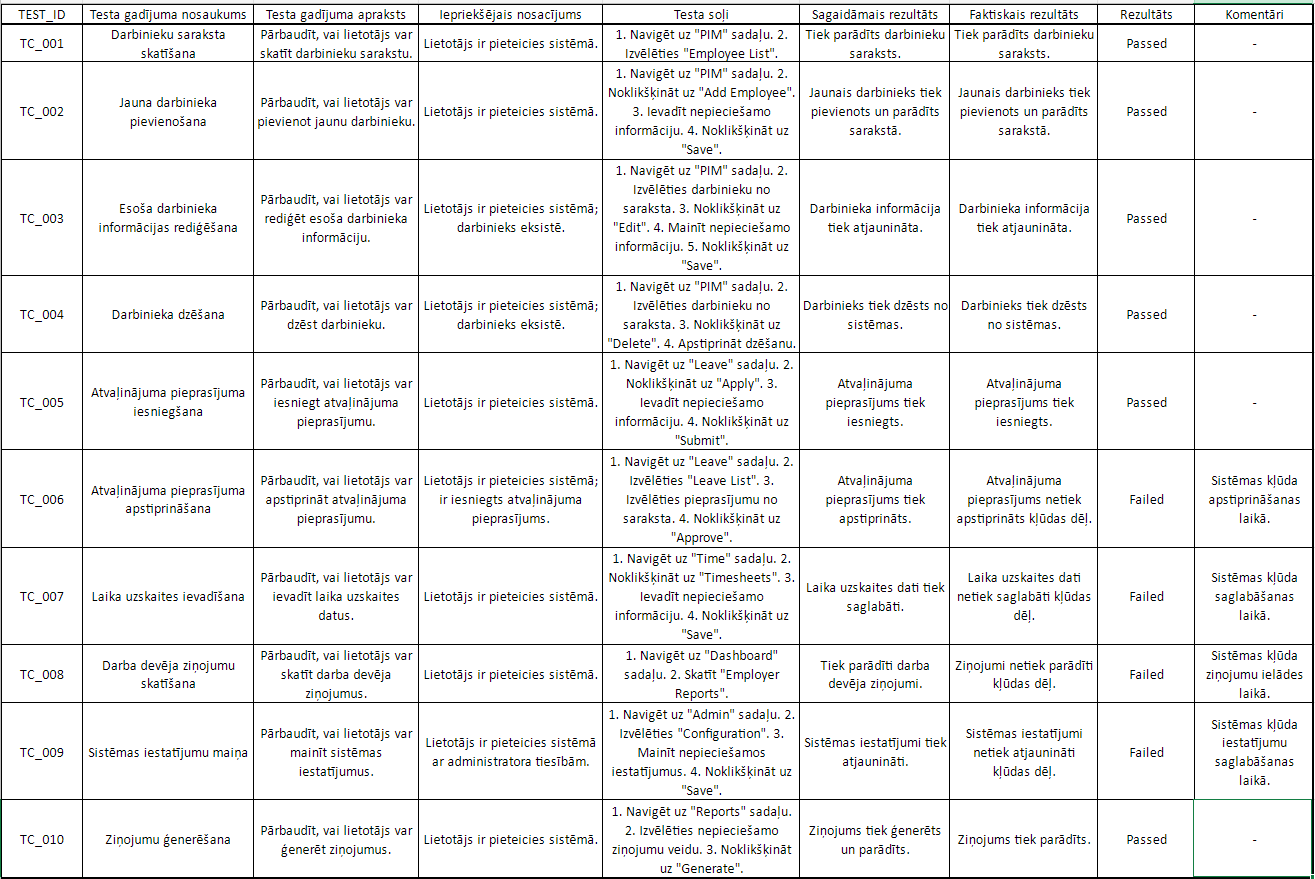 TEST_ID Testa gadījuma nosaukums Testa gadījuma apraksts Iepriekšējais nosacījums Testa soļi Sagaidāmais rezultāts Faktiskais rezultāts Rezultāts Komentāri
TC_001
Darbinieku saraksta
skatīšana
Pārbaudīt, vai lietotājs var
skatīt darbinieku sarakstu.
Lietotājs ir pieteicies sistēmā.
1. Navigēt uz "PIM" sadaļu. 2.
Izvēlēties "Employee List".
Tiek parādīts darbinieku
saraksts.
Tiek parādīts darbinieku
saraksts.
Passed
-
TC_002
Jauna darbinieka
pievienošana
Pārbaudīt, vai lietotājs var
pievienot jaunu darbinieku.
Lietotājs ir pieteicies sistēmā.
1. Navigēt uz "PIM" sadaļu. 2.
Noklikšķināt uz "Add Employee".
3. Ievadīt nepieciešamo
informāciju. 4. Noklikšķināt uz
"Save".
Jaunais darbinieks tiek
pievienots un parādīts
sarakstā.
Jaunais darbinieks tiek
pievienots un parādīts
sarakstā.
Passed
-
TC_003
Esoša darbinieka
informācijas rediģēšana
Pārbaudīt, vai lietotājs var
rediģēt esoša darbinieka
informāciju.
Lietotājs ir pieteicies sistēmā;
darbinieks eksistē.
1. Navigēt uz "PIM" sadaļu. 2.
Izvēlēties darbinieku no
saraksta. 3. Noklikšķināt uz
"Edit". 4. Mainīt nepieciešamo
informāciju. 5. Noklikšķināt uz
"Save".
Darbinieka informācija
tiek atjaunināta.
Darbinieka informācija
tiek atjaunināta.
Passed
-
TC_004
Darbinieka dzēšana
Pārbaudīt, vai lietotājs var
dzēst darbinieku.
Lietotājs ir pieteicies sistēmā;
darbinieks eksistē.
1. Navigēt uz "PIM" sadaļu. 2.
Izvēlēties darbinieku no
saraksta. 3. Noklikšķināt uz
"Delete". 4. Apstiprināt dzēšanu.
Darbinieks tiek dzēsts no
sistēmas.
Darbinieks tiek dzēsts
no sistēmas.
Passed
-
TC_005
Atvaļinājuma pieprasījuma
iesniegšana
Pārbaudīt, vai lietotājs var
iesniegt atvaļinājuma
pieprasījumu.
Lietotājs ir pieteicies sistēmā.
1. Navigēt uz "Leave" sadaļu. 2.
Noklikšķināt uz "Apply". 3.
Ievadīt nepieciešamo
informāciju. 4. Noklikšķināt uz
"Submit".
Atvaļinājuma
pieprasījums tiek
iesniegts.
Atvaļinājuma
pieprasījums tiek
iesniegts.
Passed
-
TC_006
Atvaļinājuma pieprasījuma
apstiprināšana
Pārbaudīt, vai lietotājs var
apstiprināt atvaļinājuma
pieprasījumu.
Lietotājs ir pieteicies sistēmā;
ir iesniegts atvaļinājuma
pieprasījums.
1. Navigēt uz "Leave" sadaļu. 2.
Izvēlēties "Leave List". 3.
Izvēlēties pieprasījumu no
saraksta. 4. Noklikšķināt uz
"Approve".
Atvaļinājuma
pieprasījums tiek
apstiprināts.
Atvaļinājuma
pieprasījums netiek
apstiprināts kļūdas dēļ.
Failed
Sistēmas kļūda
apstiprināšanas
laikā.
TC_007
Laika uzskaites ievadīšana
Pārbaudīt, vai lietotājs var
ievadīt laika uzskaites
datus.
Lietotājs ir pieteicies sistēmā.
1. Navigēt uz "Time" sadaļu. 2.
Noklikšķināt uz "Timesheets". 3.
Ievadīt nepieciešamo
informāciju. 4. Noklikšķināt uz
"Save".
Laika uzskaites dati tiek
saglabāti.
Laika uzskaites dati
netiek saglabāti kļūdas
dēļ.
Failed
Sistēmas kļūda
saglabāšanas
laikā.
TC_008
Darba devēja ziņojumu
skatīšana
Pārbaudīt, vai lietotājs var
skatīt darba devēja
ziņojumus.
Lietotājs ir pieteicies sistēmā.
1. Navigēt uz "Dashboard"
sadaļu. 2. Skatīt "Employer
Reports".
Tiek parādīti darba
devēja ziņojumi.
Ziņojumi netiek parādīti
kļūdas dēļ.
Failed
Sistēmas kļūda
ziņojumu ielādes
laikā.
TC_009
Sistēmas iestatījumu maiņa
Pārbaudīt, vai lietotājs var
mainīt sistēmas
iestatījumus.
Lietotājs ir pieteicies sistēmā
ar administratora tiesībām.
1. Navigēt uz "Admin" sadaļu. 2.
Izvēlēties "Configuration". 3.
Mainīt nepieciešamos
iestatījumus. 4. Noklikšķināt uz
"Save".
Sistēmas iestatījumi tiek
atjaunināti.
Sistēmas iestatījumi
netiek atjaunināti
kļūdas dēļ.
Failed
Sistēmas kļūda
iestatījumu
saglabāšanas
laikā.
TC_010
Ziņojumu ģenerēšana
Pārbaudīt, vai lietotājs var
ģenerēt ziņojumus.
Lietotājs ir pieteicies sistēmā.
1. Navigēt uz "Reports" sadaļu.
2. Izvēlēties nepieciešamo
ziņojumu veidu. 3. Noklikšķināt
uz "Generate".
Ziņojums tiek ģenerēts
un parādīts.
Ziņojums tiek parādīts.
Passed
-